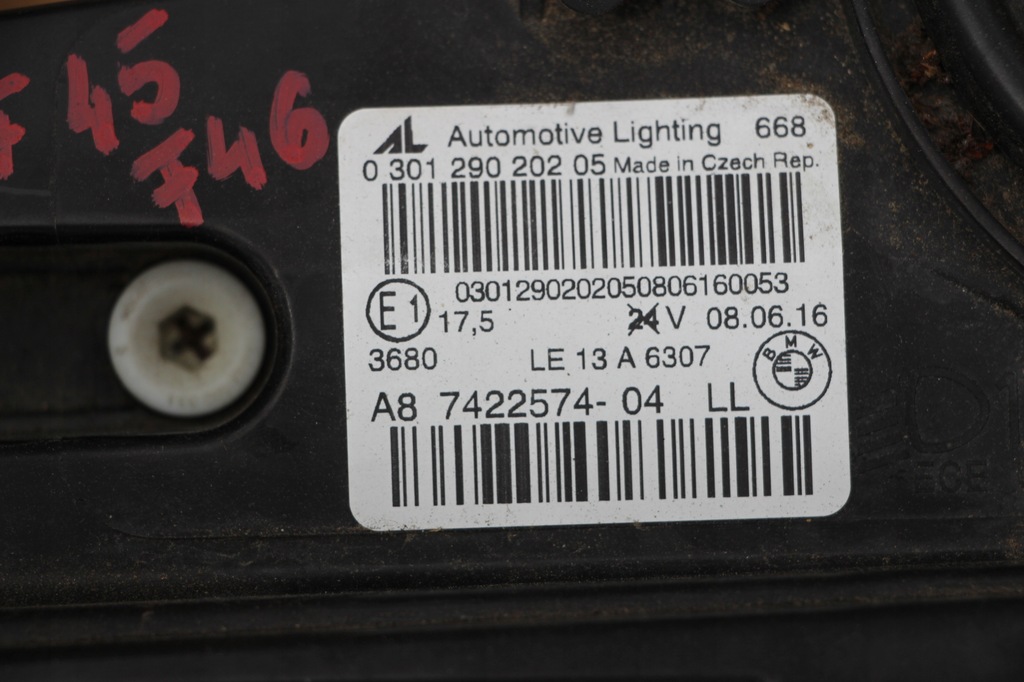 F 45
F46
AL Automotive Lighting 668
0 301 290 202 05 Made in Czech Rep.
0301290202050806160053
E1 17,5 24 V 08.06.16
3680 LE 13 A 6307
BMW
A8 7422574- 04 LL
ECE